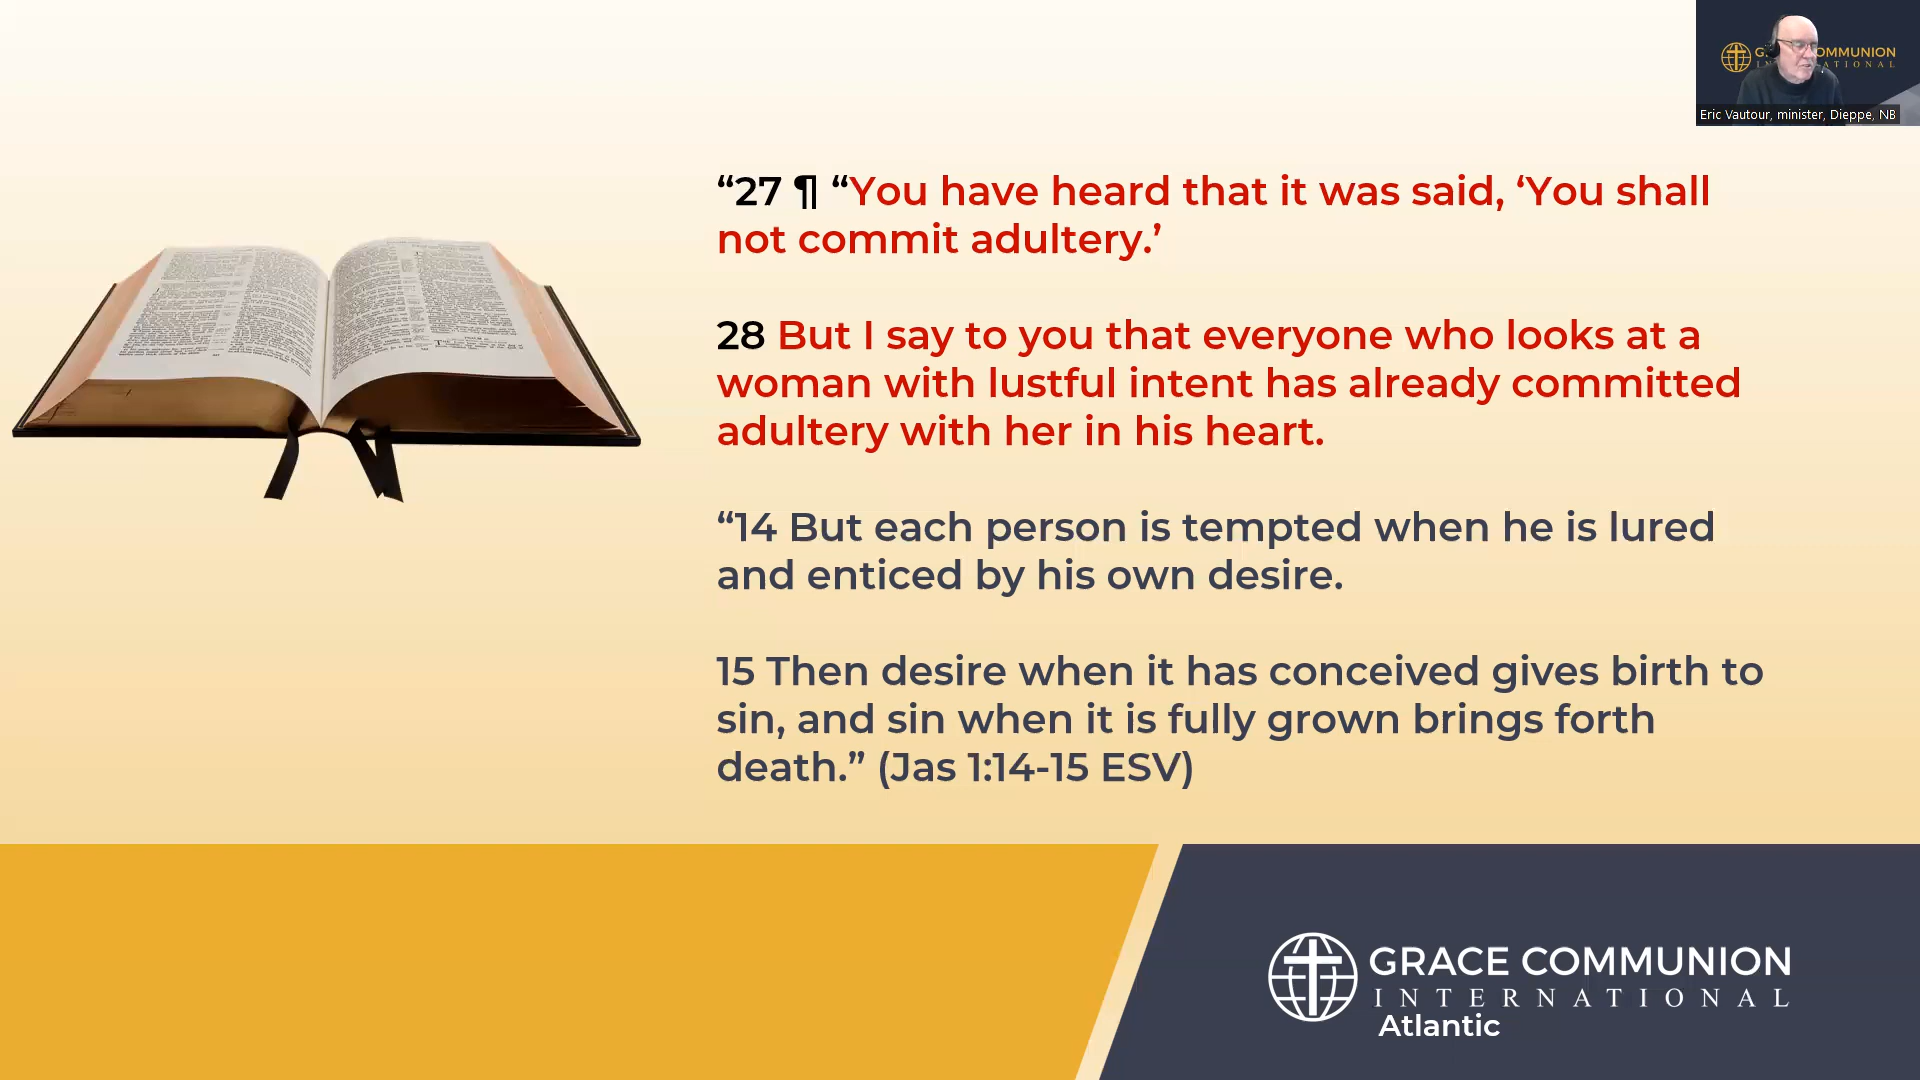 Eric Vautour, minister, Dieppe, NB
“27 ¶ “You have heard that it was said, ‘You shall
not commit adultery.’
28 But I say to you that everyone who looks at a
woman with lustful intent has already committed
adultery with her in his heart.
“14 But each person is tempted when he is lured
and enticed by his own desire.
15 Then desire when it has conceived gives birth to
sin, and sin when it is fully grown brings forth
death.” (Jas 1:14-15 ESV)
GRACE COMMUNION
INTERNATIONAL
Atlantic